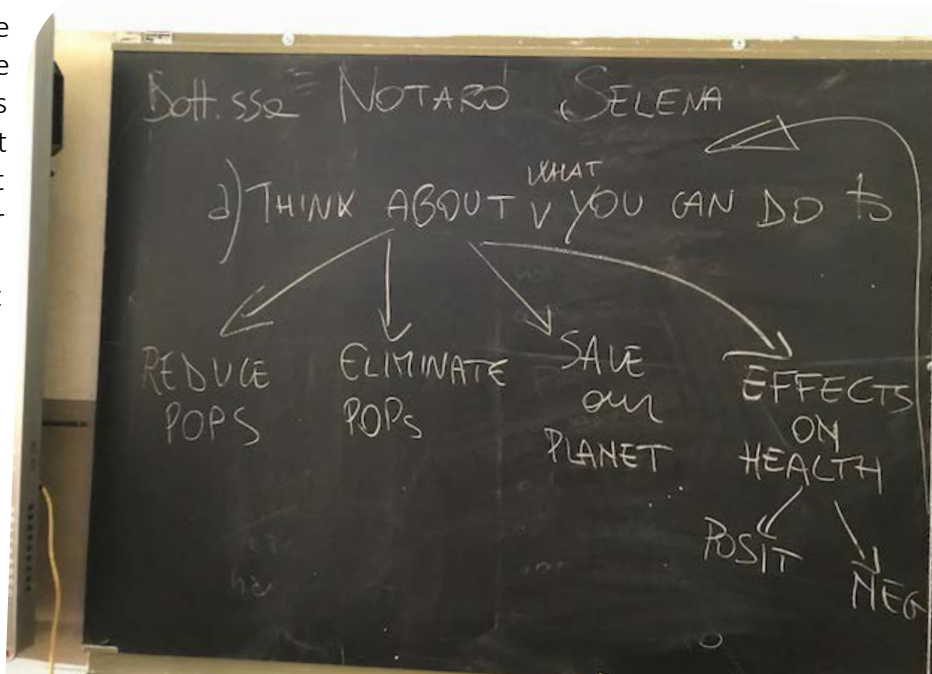 Dott.ssa NOTARO SELENA
a) THINK ABOUT V YOU CAN DO to
WHAT
REDUCE
POPS
ELIMINATE
POPs
SAVE
our
PLANET
EFFECTS
ON
HEALTH
POSIT
NEG